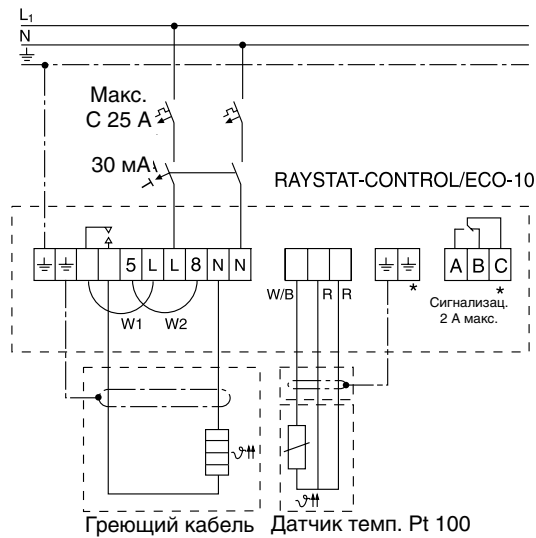 L1
N
Макс.
C 25 A
30 мА
RAYSTAT-CONTROL/ECO-10
5 L L 8 N N
A B C
W/B R R
* *
W1 W2
Сигнализац.
2 А макс.
Греющий кабель Датчик темп. Pt 100